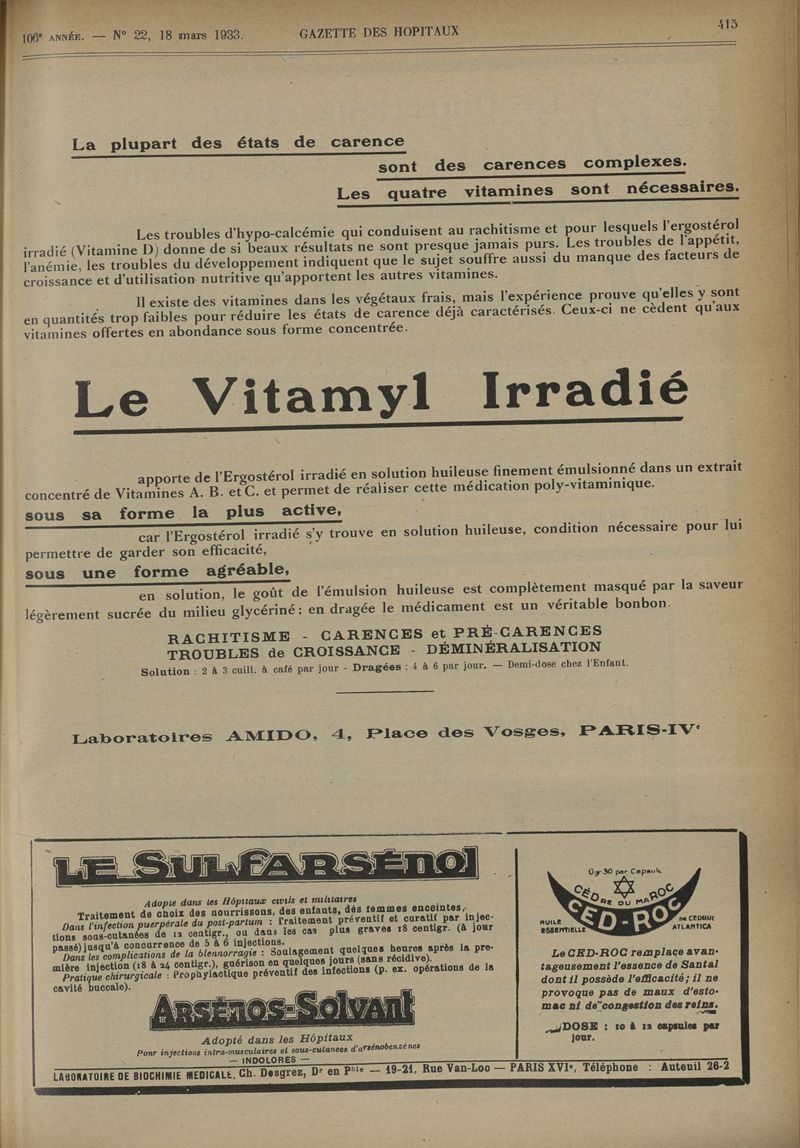 106e ANNÉE. — N° 22, 18 mars 1933. GAZETTE DES HOPITAUX 415
La plupart des états de carence
sont des carences complexes.
Les quatre vitamines sont nécessaires.
Les troubles d'hypo-calcémie qui conduisent au rachitisme et pour lesquels l'ergostérol
irradié (Vitamine D) donne de si beaux résultats ne sont presque jamais purs. Les troubles de l'appétit,
l'anémie, les troubles du développement indiquent que le sujet souffre aussi du manque des facteurs de
croissance et d'utilisation nutritive qu'apportent les autres vitamines.
Il existe des vitamines dans les végétaux frais, mais l'expérience prouve qu'elles y sont
en quantités trop faibles pour réduire les états de carence déjà caractérisés. Ceux-ci ne cèdent qu'aux
vitamines offertes en abondance sous forme concentrée.
Le Vitamyl Irradié
apporte de l'Ergostérol irradié en solution huileuse finement émulsionné dans un extrait
concentré de Vitamines A. B. et C. et permet de réaliser cette médication poly-vitaminique.
sous sa forme la plus active,
car l'Ergostérol irradié s'y trouve en solution huileuse, condition nécessaire pour lui
permettre de garder son efficacité,
sous une forme agréable,
en solution, le goût de l'émulsion huileuse est complètement masqué par la saveur
légèrement sucrée du milieu glycériné : en dragée le médicament est un véritable bonbon.
RACHITISME - CARENCES et PRÉ-CARENCES
TROUBLES de CROISSANCE - DÉMINÉRALISATION
Solution : 2 à 3 cuill. à café par jour - Dragées : 4 à 6 par jour. — Demi-dose chez l'Enfant.
Laboratoires AMIDO, 4, Place des Vosges, PARIS-IVe
LE SULFARSÉNOL
Adopté dans les Hôpitaux civils et militaires
Traitement de choix des nourrissons, des enfants, dés femmes enceintes,
Dans l'infection puerpérale du post-partum : Traitement préventif et curatif par injec-
tions sous-cutanées de 12 centigr., ou dans les cas plus graves 18 centigr. (à jour
passé) jusqu'à concurrence de 5 à 6 injections.
Dans les complications de la blennorragie : Soulagement quelques heures après la pre-
mière injection (18 à 24 centigr.), guérison en quelques jours (sans récidive).
Pratique chirurgicale : Prophylactique préventif des infections (p. ex. opérations de la
cavité buccale).
ARSÉNOS-SOLVANT
Adopté dans les Hôpitaux
Pour injections intra-musculaires et sous-cutanées d'arsénobenzènes
— INDOLORES —
0gr 30 par Capsule
CÉDRE DU MAROC
CED-ROC
HUILE ESSENTIELLE
DE CEDRUS ATLANTICA
Le CED-ROC remplace avan-
tageusement l'essence de Santal
dont il possède l'efficacité ; il ne
provoque pas de maux d'esto-
mac ni de congestion des reins.
DOSE : 10 à 12 capsules par
jour.
LABORATOIRE DE BIOCHIMIE MEDICALE, Ch. Desgrez, Dr en Phie — 19-21, Rue Van-Loo — PARIS XVIe, Téléphone : Auteuil 26-2